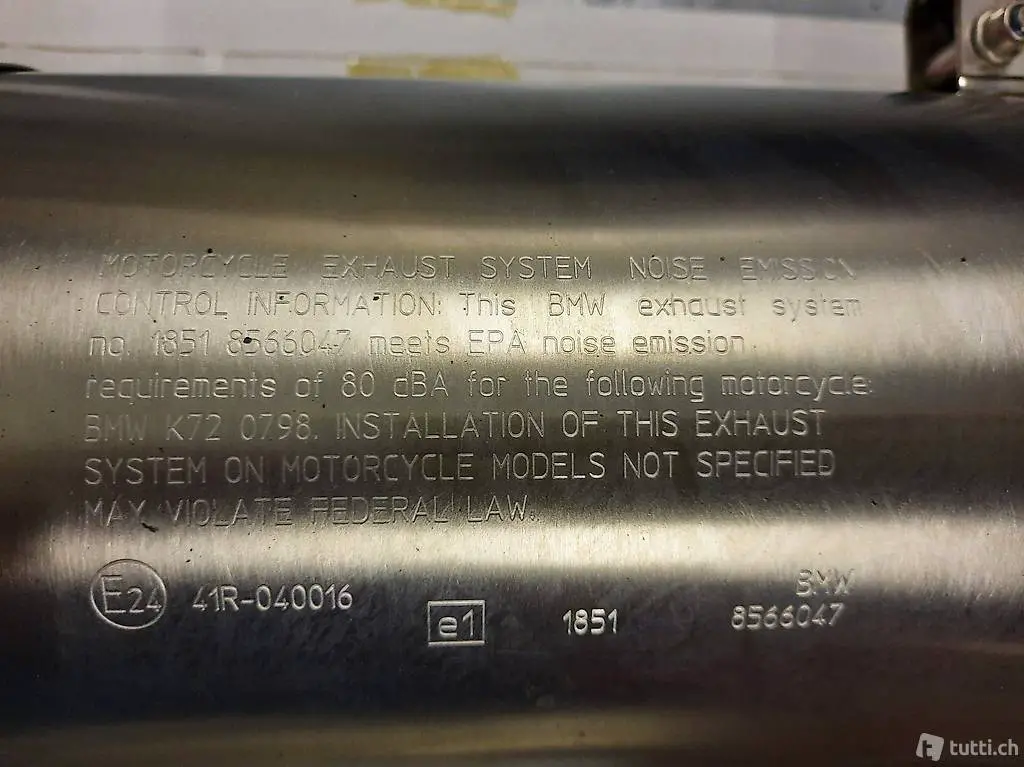 MOTORCYCLE EXHAUST SYSTEM NOISE EMISSION
CONTROL INFORMATION: This BMW exhaust system
no. 1851 8566047 meets EPA noise emission
requirements of 80 dBA for the following motorcycle:
BMW K72 0798. INSTALLATION OF THIS EXHAUST
SYSTEM ON MOTORCYCLE MODELS NOT SPECIFIED
MAY VIOLATE FEDERAL LAW.
E24 41R-040016
e1 1851
BMW
8566047
tutti.ch